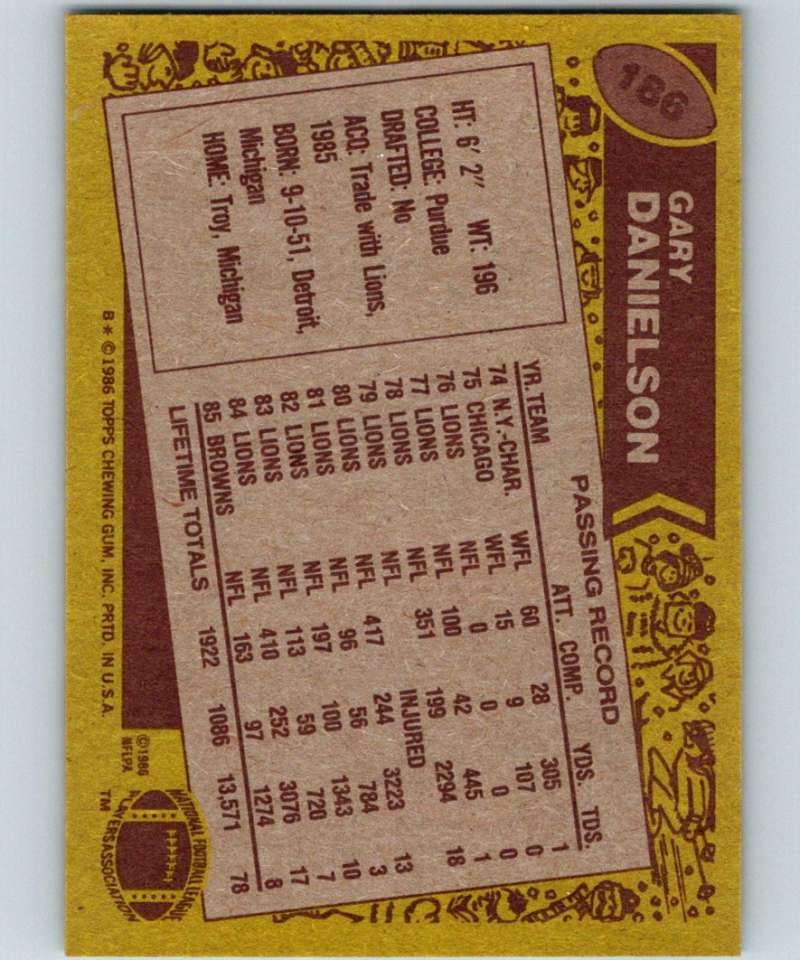 186
GARY
DANIELSON
HT: 6' 2" WT: 196
COLLEGE: Purdue
DRAFTED: No
ACQ: Trade with Lions,
1985
BORN: 9-10-51, Detroit,
Michigan
HOME: Troy, Michigan
PASSING RECORD
YR. TEAM ATT. COMP. YDS. TDS.
74 N.Y.-CHAR. WFL 60 28 305 1
75 CHICAGO WFL 15 9 107 0
76 LIONS NFL 0 0 0 0
77 LIONS NFL 100 42 445 1
78 LIONS NFL 351 199 2294 18
79 LIONS NFL INJURED
80 LIONS NFL 417 244 3223 13
81 LIONS NFL 96 56 784 3
82 LIONS NFL 197 100 1343 10
83 LIONS NFL 113 59 720 7
84 LIONS NFL 410 252 3076 17
85 BROWNS NFL 163 97 1274 8
LIFETIME TOTALS 1922 1086 13,571 78
©1986
NFLPA
NATIONAL FOOTBALL LEAGUE
PLAYERS ASSOCIATION
TM
B * © 1986 TOPPS CHEWING GUM, INC. PRTD. IN U.S.A.